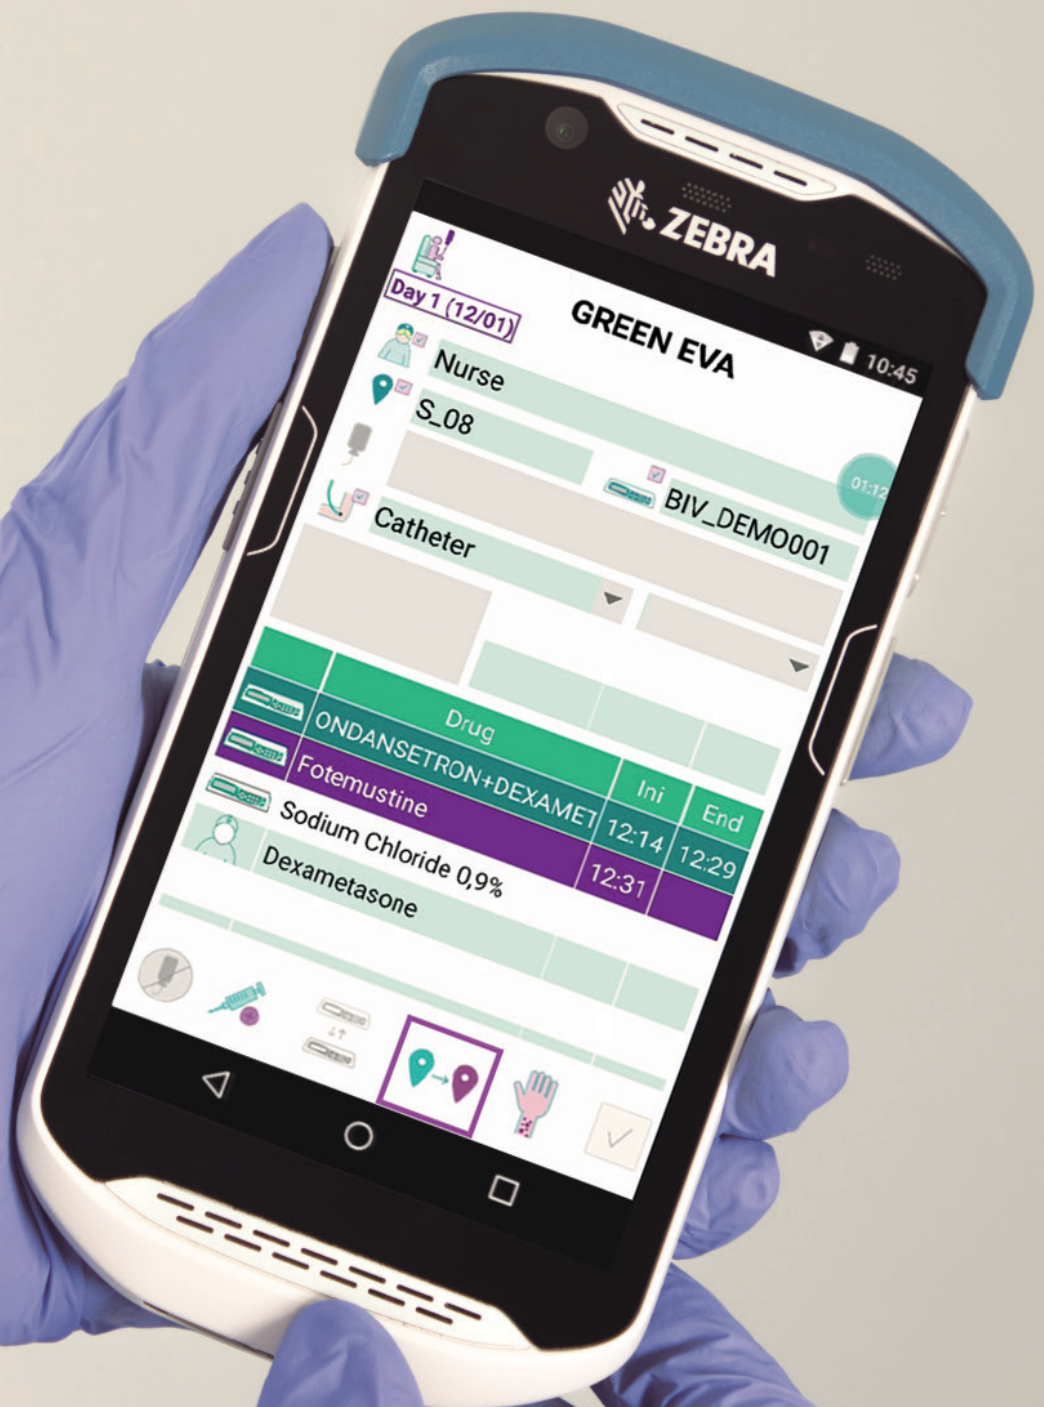 ZEBRA
10:45
Day 1 (12/01)
GREEN EVA
Nurse
01:12
S_08
BIV_DEMO001
Catheter
Drug Ini End
ONDANSETRON+DEXAMET 12:14 12:29
Fotemustine 12:31
Sodium Chloride 0,9%
Dexametasone